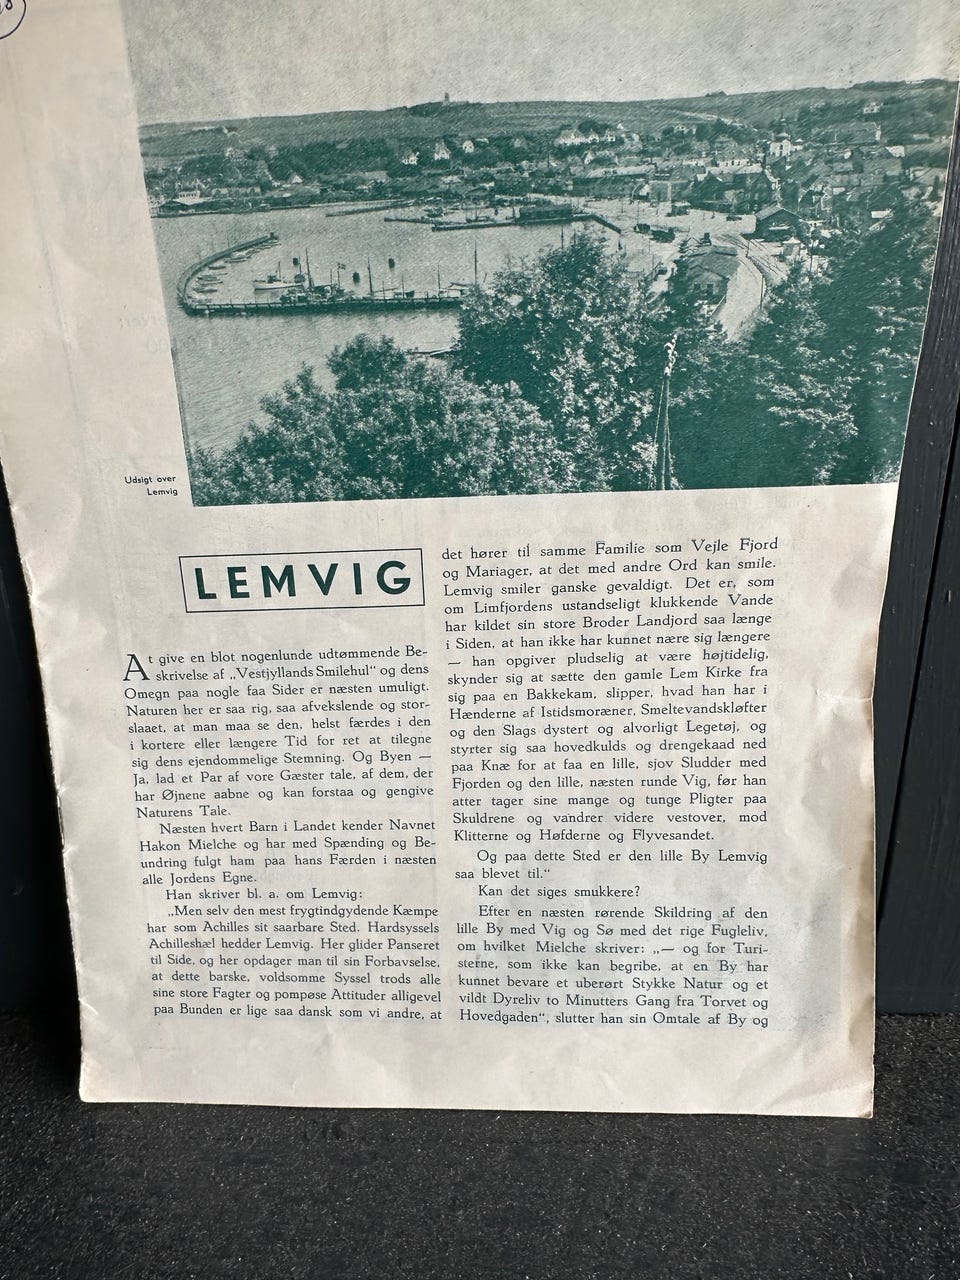 Udsigt over
Lemvig
LEMVIG
At give en blot nogenlunde udtømmende Be-
skrivelse af „Vestjyllands Smilehul“ og dens
Omegn paa nogle faa Sider er næsten umuligt.
Naturen her er saa rig, saa afvekslende og stor-
slaaet, at man maa se den, helst færdes i den
i kortere eller længere Tid for ret at tilegne
sig dens ejendommelige Stemning. Og Byen —
Ja, lad et Par af vore Gæster tale, af dem, der
har Øjnene aabne og kan forstaa og gengive
Naturens Tale.
Næsten hvert Barn i Landet kender Navnet
Hakon Mielche og har med Spænding og Be-
undring fulgt ham paa hans Færden i næsten
alle Jordens Egne.
Han skriver bl. a. om Lemvig:
„Men selv den mest frygtindgydende Kæmpe
har som Achilles sit saarbare Sted. Hardsyssels
Achilleshæl hedder Lemvig. Her glider Panseret
til Side, og her opdager man til sin Forbavselse,
at dette barske, voldsomme Syssel trods alle
sine store Fagter og pompøse Attituder alligevel
paa Bunden er lige saa dansk som vi andre, at
det hører til samme Familie som Vejle Fjord
og Mariager, at det med andre Ord kan smile.
Lemvig smiler ganske gevaldigt. Det er, som
om Limfjordens ustandseligt klukkende Vande
har kildet sin store Broder Landjord saa længe
i Siden, at han ikke har kunnet nære sig længere
— han opgiver pludselig at være højtidelig,
skynder sig at sætte den gamle Lem Kirke fra
sig paa en Bakkekam, slipper, hvad han har i
Hænderne af Istidsmoræner, Smeltevandskløfter
og den Slags dystert og alvorligt Legetøj, og
styrter sig saa hovedkulds og drengekaad ned
paa Knæ for at faa en lille, sjov Sludder med
Fjorden og den lille, næsten runde Vig, før han
atter tager sine mange og tunge Pligter paa
Skuldrene og vandrer videre vestover, mod
Klitterne og Høfderne og Flyvesandet.
Og paa dette Sted er den lille By Lemvig
saa blevet til.“
Kan det siges smukkere?
Efter en næsten rørende Skildring af den
lille By med Vig og Sø med det rige Fugleliv,
om hvilket Mielche skriver: „— og for Turi-
sterne, som ikke kan begribe, at en By har
kunnet bevare et uberørt Stykke Natur og et
vildt Dyreliv to Minutters Gang fra Torvet og
Hovedgaden“, slutter han sin Omtale af By og